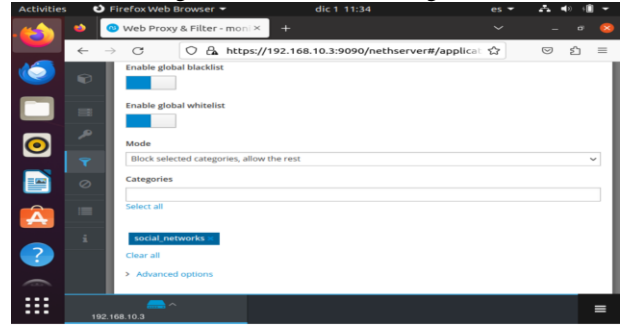 Activities
Firefox Web Browser
dic 1 11:34
es
Web Proxy & Filter - moni
https://192.168.10.3:9090/nethserver#/applicat
Enable global blacklist
Enable global whitelist
Mode
Block selected categories, allow the rest
Categories
Select all
social_networks
Clear all
Advanced options
192.168.10.3